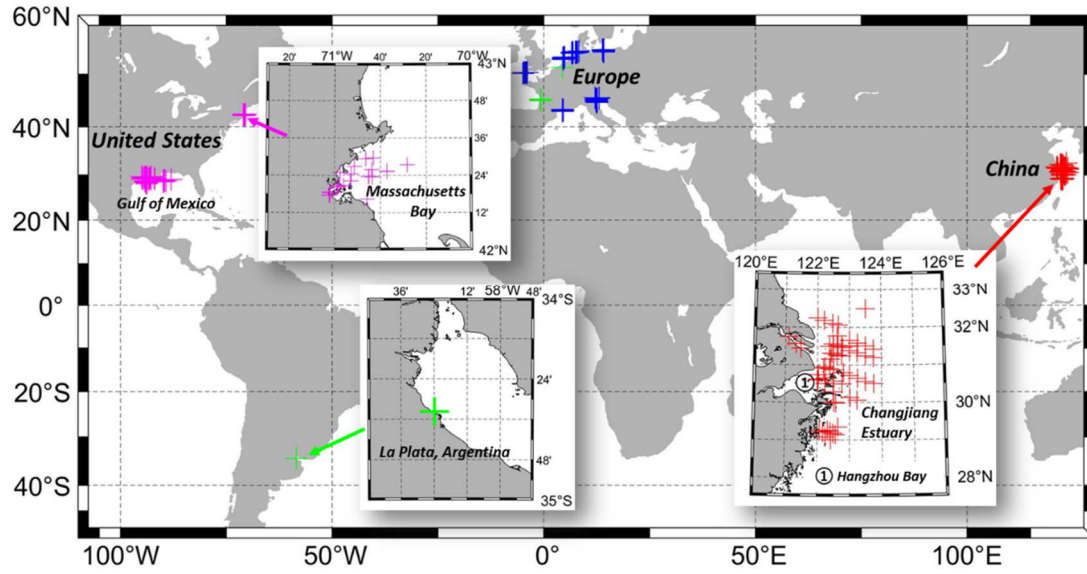 60°N
40°N
20°N
0°
20°S
40°S
100°W
50°W
0°
50°E
100°E
United States
Gulf of Mexico
Europe
China
20'
71°W
40'
20'
70°W
43°N
48'
36'
24'
12'
42°N
Massachusetts
Bay
36'
12'
58°W
48'
34°S
24'
48'
35°S
La Plata, Argentina
120°E
122°E
124°E
126°E
33°N
32°N
30°N
28°N
①
Changjiang
Estuary
① Hangzhou Bay